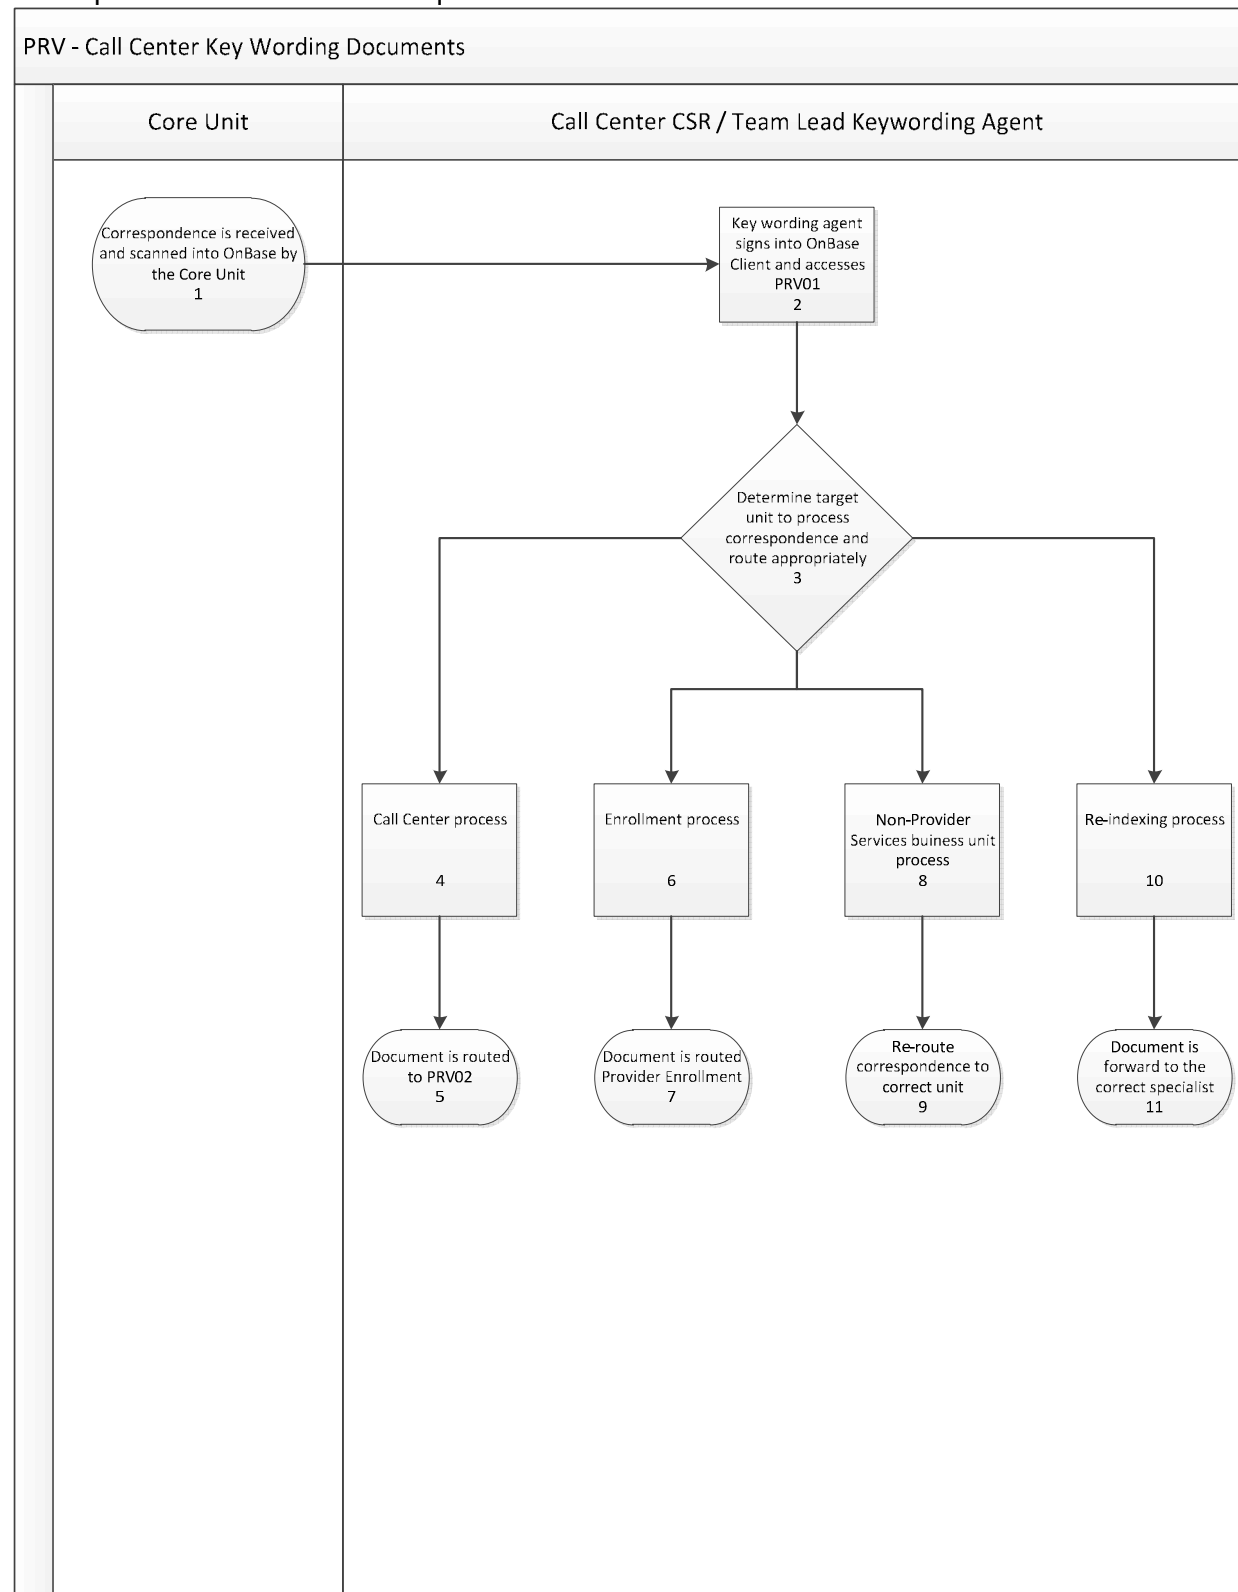 PRV - Call Center Key Wording Documents
Core Unit
Call Center CSR / Team Lead Keywording Agent
Correspondence is received
and scanned into OnBase by
the Core Unit
1
Key wording agent
signs into OnBase
Client and accesses
PRV01
2
Determine target
unit to process
correspondence and
route appropriately
3
Call Center process
4
Enrollment process
6
Non-Provider
Services buiness unit
process
8
Re-indexing process
10
Document is routed
to PRV02
5
Document is routed
Provider Enrollment
7
Re-route
correspondence to
correct unit
9
Document is
forward to the
correct specialist
11